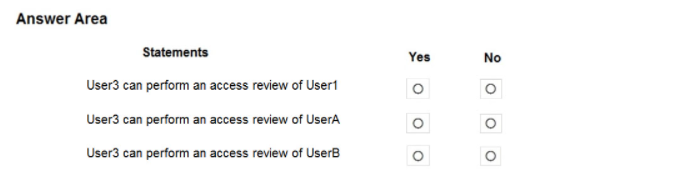 Answer Area
Statements Yes No
User3 can perform an access review of User1
User3 can perform an access review of UserA
User3 can perform an access review of UserB